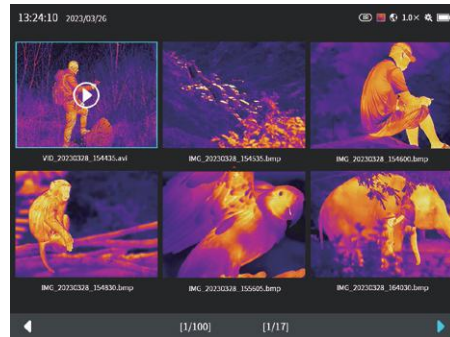 13:24:10 2023/03/26 1.0×
VID_20230328_154435.avi IMG_20230328_154535.bmp IMG_20230328_154600.bmp
IMG_20230328_154830.bmp IMG_20230328_155605.bmp IMG_20230328_164030.bmp
[1/100] [1/17]